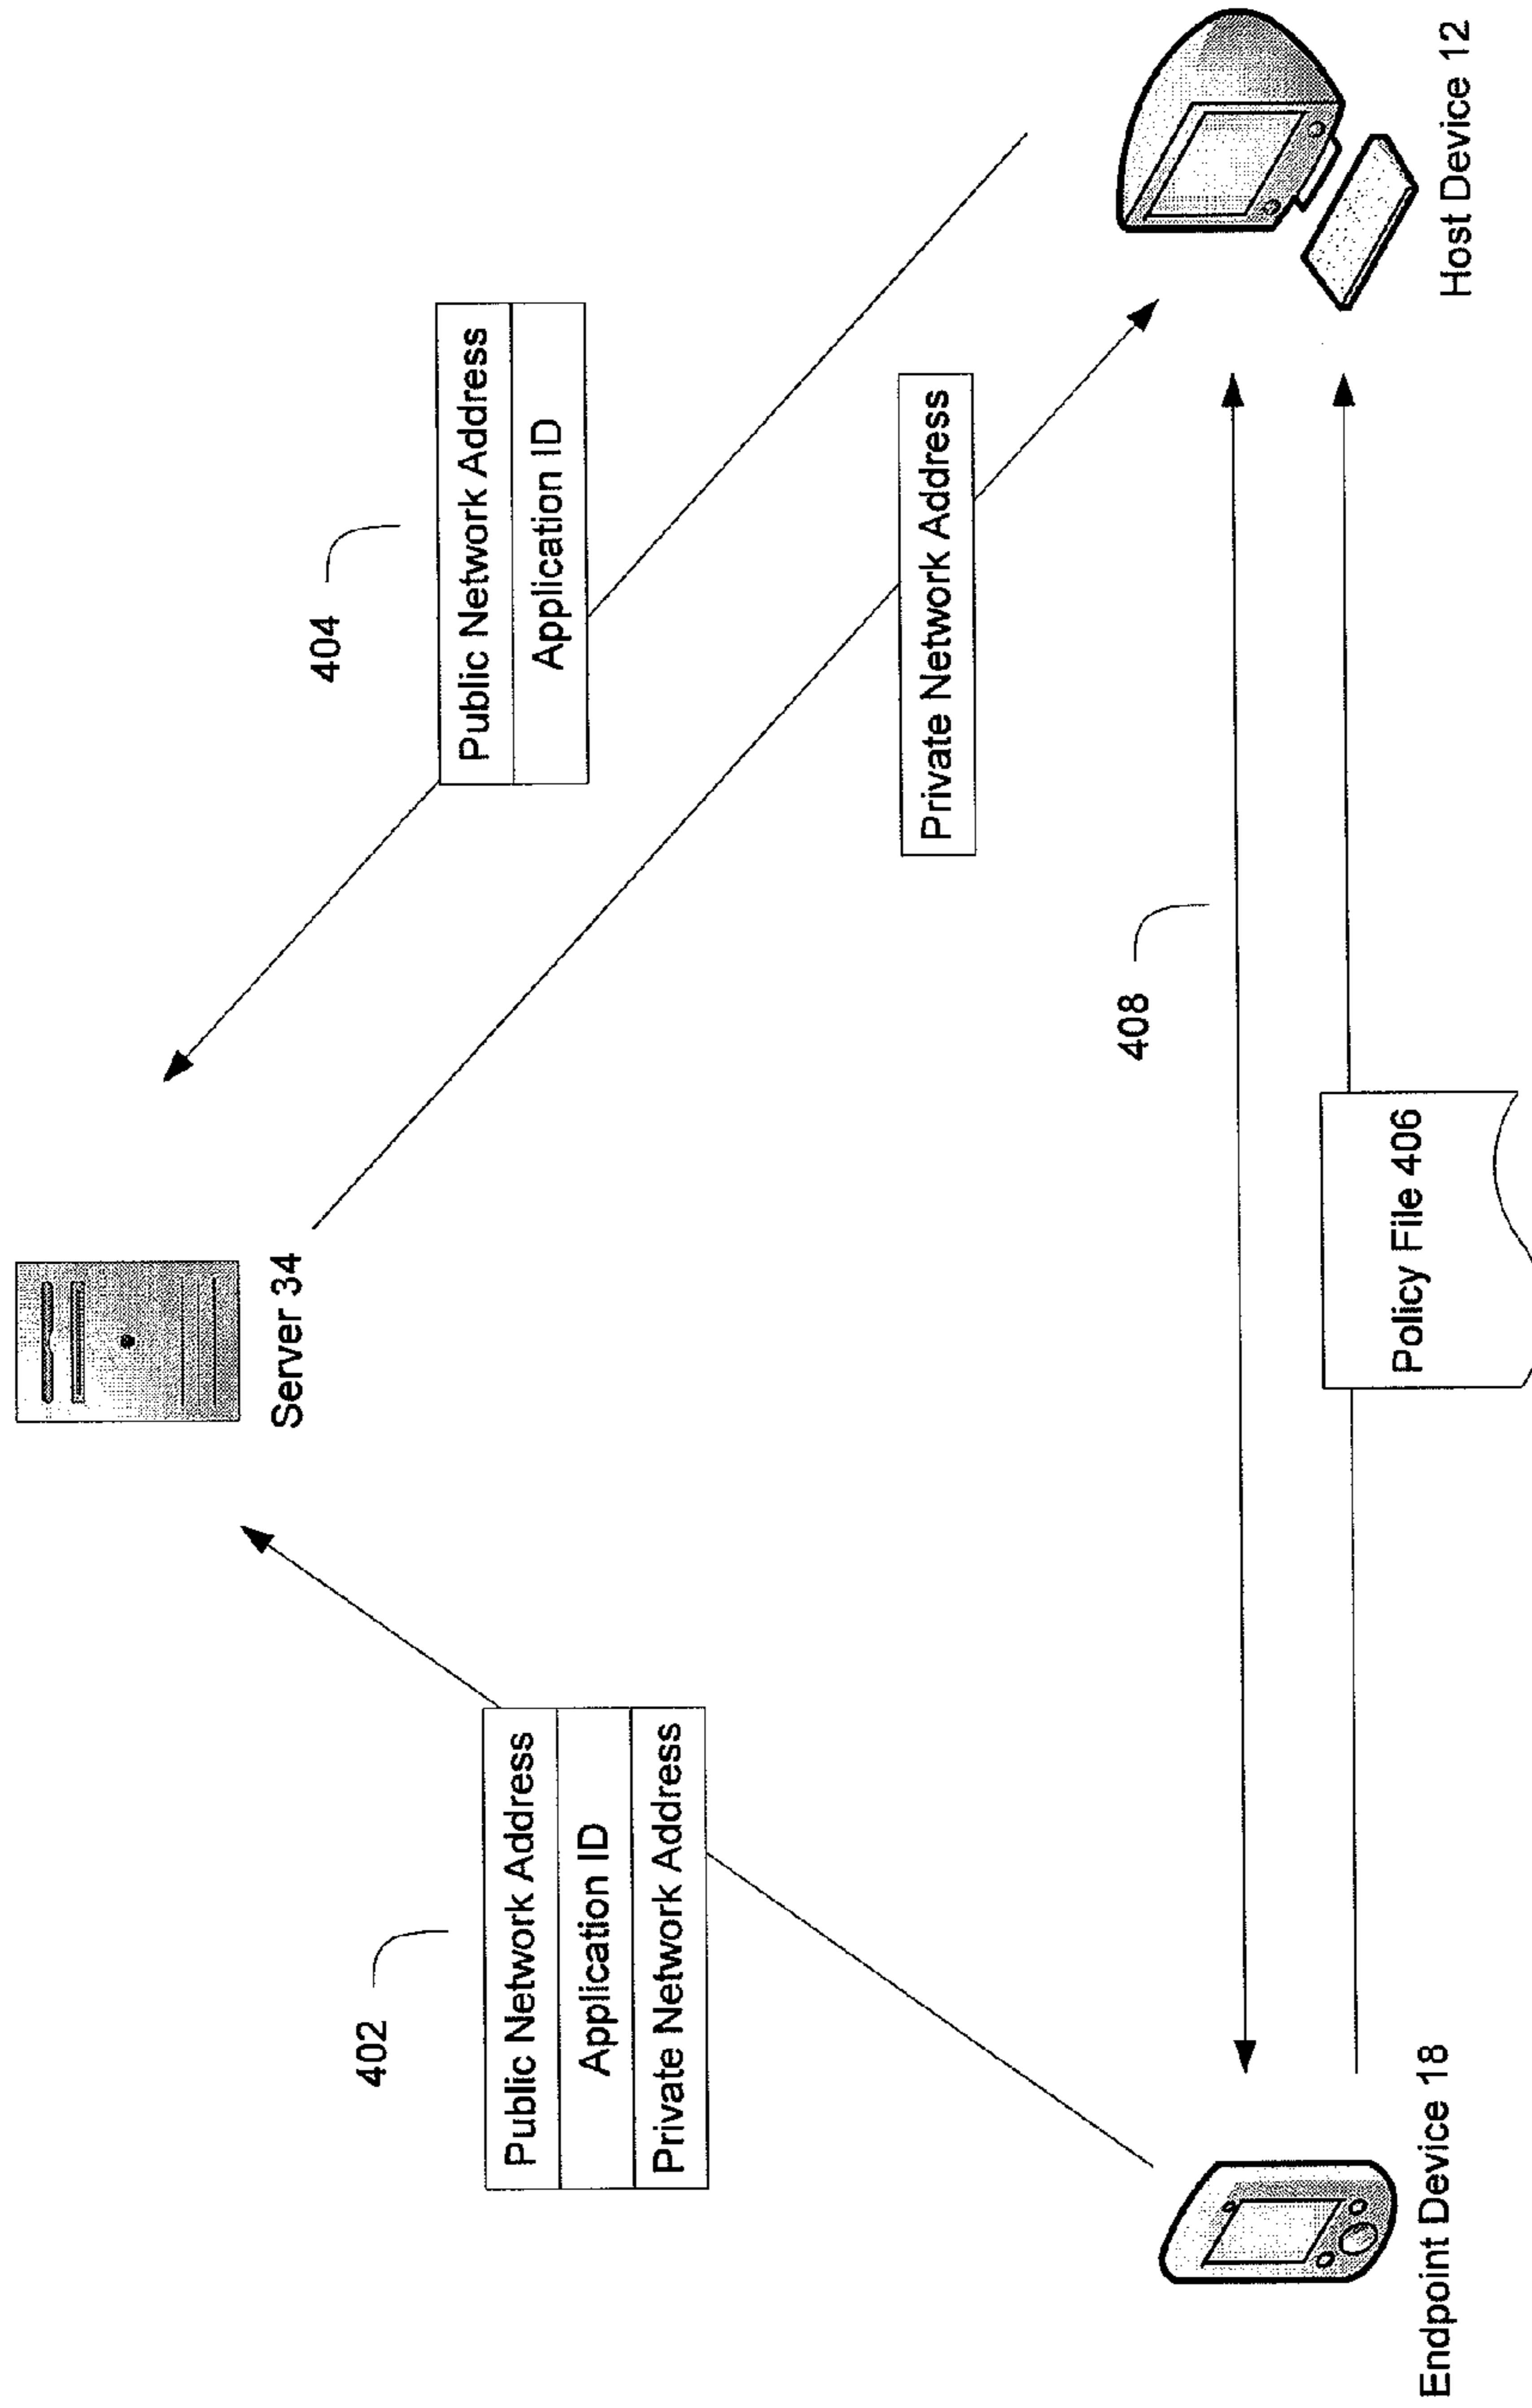 Server 34
404
Public Network Address
Application ID
402
Public Network Address
Application ID
Private Network Address
Private Network Address
408
Policy File 406
Endpoint Device 18
Host Device 12